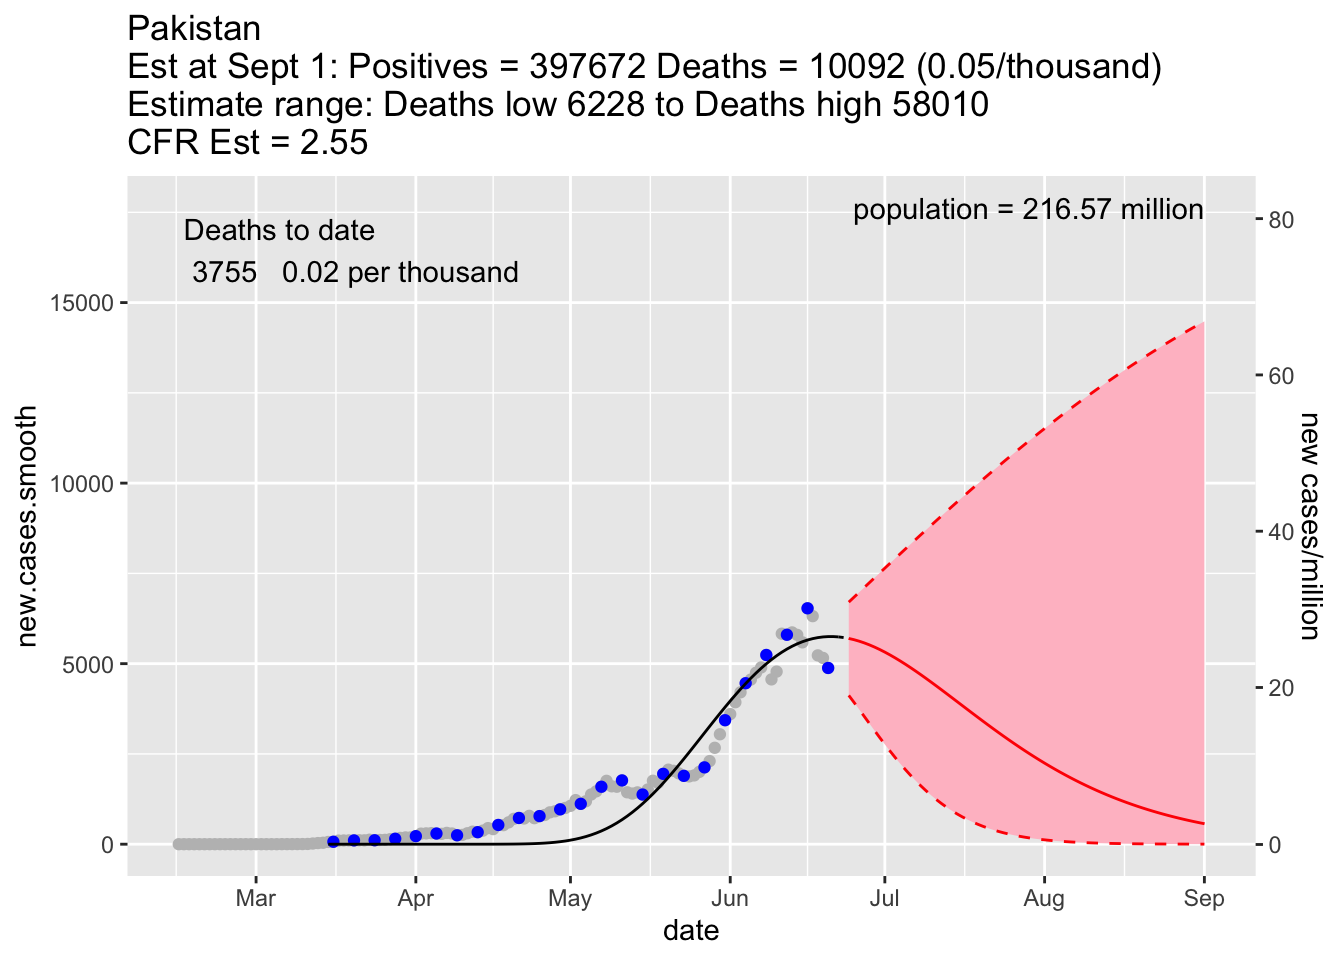 Pakistan
Est at Sept 1: Positives = 397672 Deaths = 10092 (0.05/thousand)
Estimate range: Deaths low 6228 to Deaths high 58010
CFR Est = 2.55
population = 216.57 million
Deaths to date
3755 0.02 per thousand
new.cases.smooth
15000
10000
5000
0
80
60
40
20
0
new cases/million
Mar Apr May Jun Jul Aug Sep
date